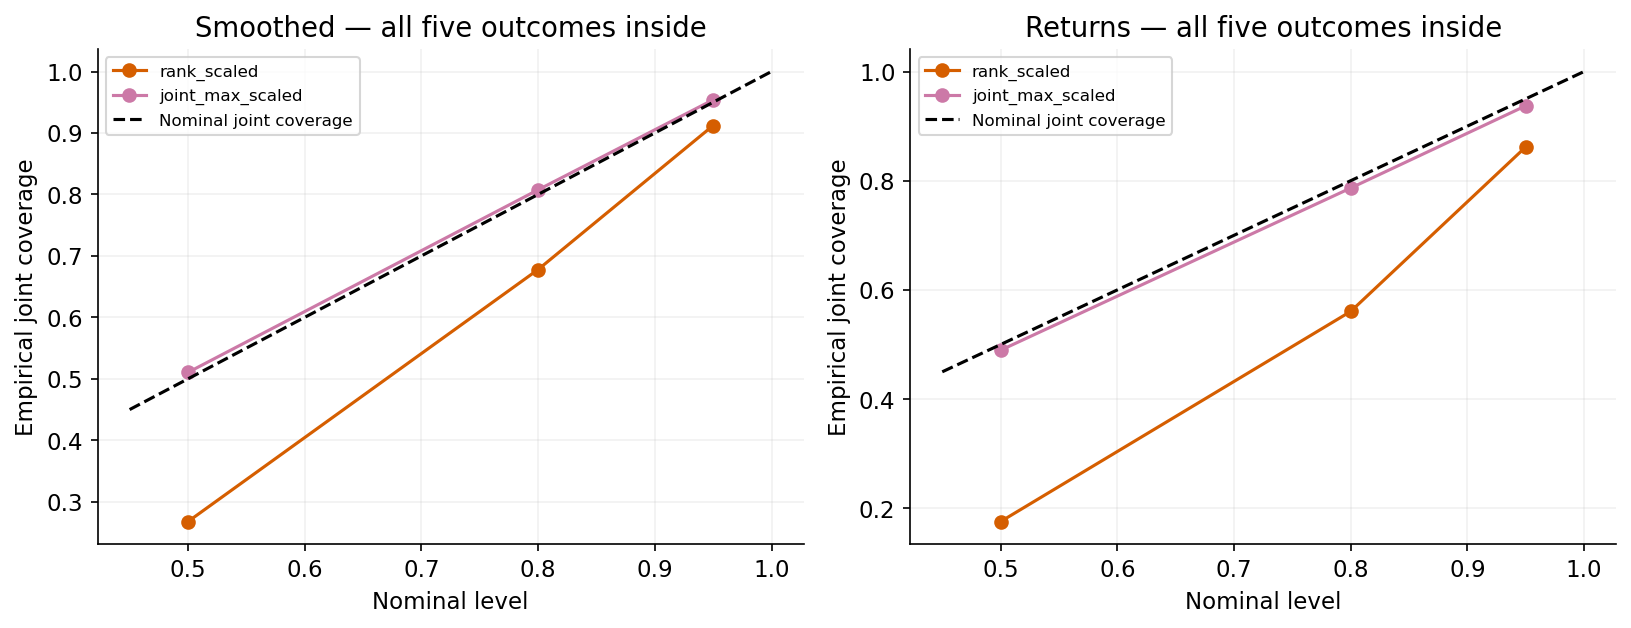 Smoothed — all five outcomes inside
rank_scaled
joint_max_scaled
Nominal joint coverage
Empirical joint coverage
1.0
0.9
0.8
0.7
0.6
0.5
0.4
0.3
0.5 0.6 0.7 0.8 0.9 1.0
Nominal level
Returns — all five outcomes inside
rank_scaled
joint_max_scaled
Nominal joint coverage
Empirical joint coverage
1.0
0.8
0.6
0.4
0.2
0.5 0.6 0.7 0.8 0.9 1.0
Nominal level